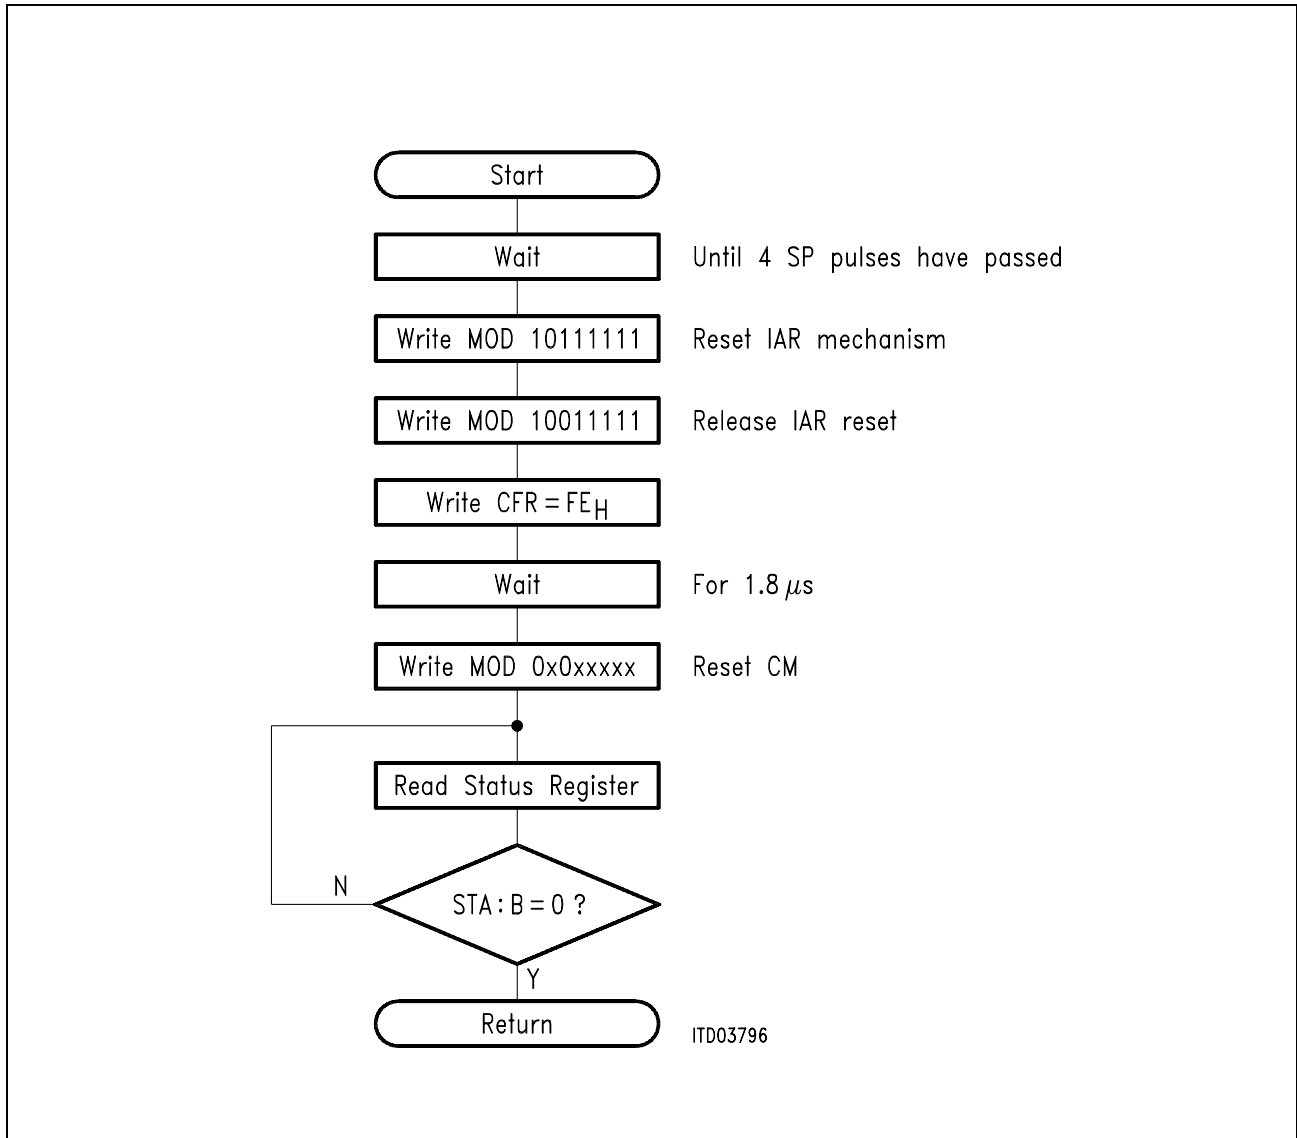 Start
Wait
Until 4 SP pulses have passed
Write MOD 10111111
Reset IAR mechanism
Write MOD 10011111
Release IAR reset
Write CFR = FEH
Wait
For 1.8 µs
Write MOD 0x0xxxxx
Reset CM
Read Status Register
N
STA : B = 0 ?
Y
Return
ITD03796